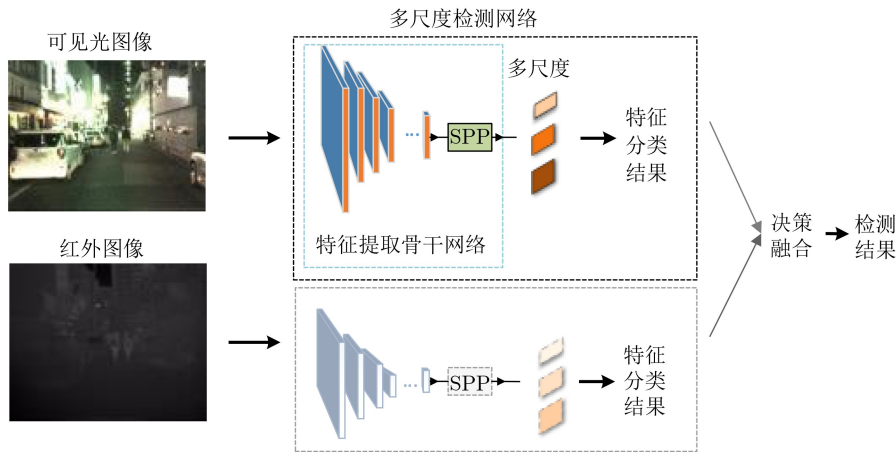 多尺度检测网络
可见光图像
多尺度
SPP
特征
分类
结果
特征提取骨干网络
红外图像
SPP
特征
分类
结果
决策
融合
检测
结果